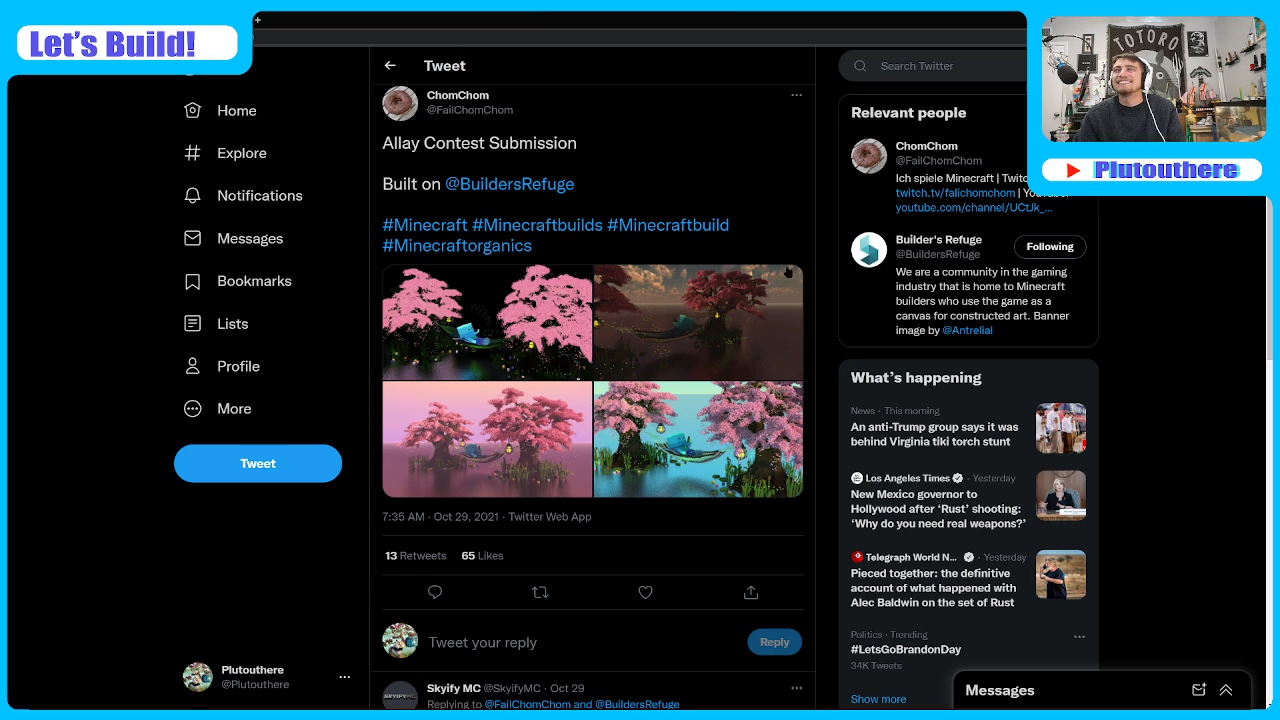 Let's Build!
Home
Explore
Notifications
Messages
Bookmarks
Lists
Profile
More
Tweet
Plutouthere
@Plutouthere
Tweet
ChomChom
@FailChomChom
Allay Contest Submission
Built on @BuildersRefuge
#Minecraft #Minecraftbuilds #Minecraftbuild
#Minecraftorganics
7:35 AM · Oct 29, 2021 · Twitter Web App
13 Retweets 65 Likes
Tweet your reply
Reply
Skyify MC @SkyifyMC · Oct 29
Replying to @FailChomChom and @BuildersRefuge
Search Twitter
Relevant people
ChomChom
@FailChomChom
Ich spiele Minecraft | Twitc
twitch.tv/falichomchom |
youtube.com/channel/UCtJk_…
Builder's Refuge
@BuildersRefuge
Following
We are a community in the gaming
industry that is home to Minecraft
builders who use the game as a
canvas for constructed art. Banner
image by @Antrelial
What's happening
News · This morning
An anti-Trump group says it was
behind Virginia tiki torch stunt
Los Angeles Times · Yesterday
New Mexico governor to
Hollywood after 'Rust' shooting:
'Why do you need real weapons?'
Telegraph World N... · Yesterday
Pieced together: the definitive
account of what happened with
Alec Baldwin on the set of Rust
Politics · Trending
#LetsGoBrandonDay
34K Tweets
Show more
Messages
TOTORO
Plutouthere